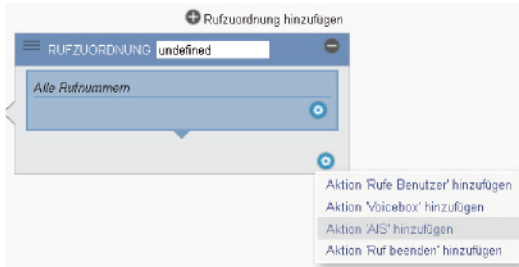 Rufzuordnung hinzufügen
RUFZUORDNUNG undefined
Alle Rufnummern
Aktion 'Rufe Benutzer' hinzufügen
Aktion 'Voicebox' hinzufügen
Aktion 'AIS' hinzufügen
Aktion 'Ruf beenden' hinzufügen